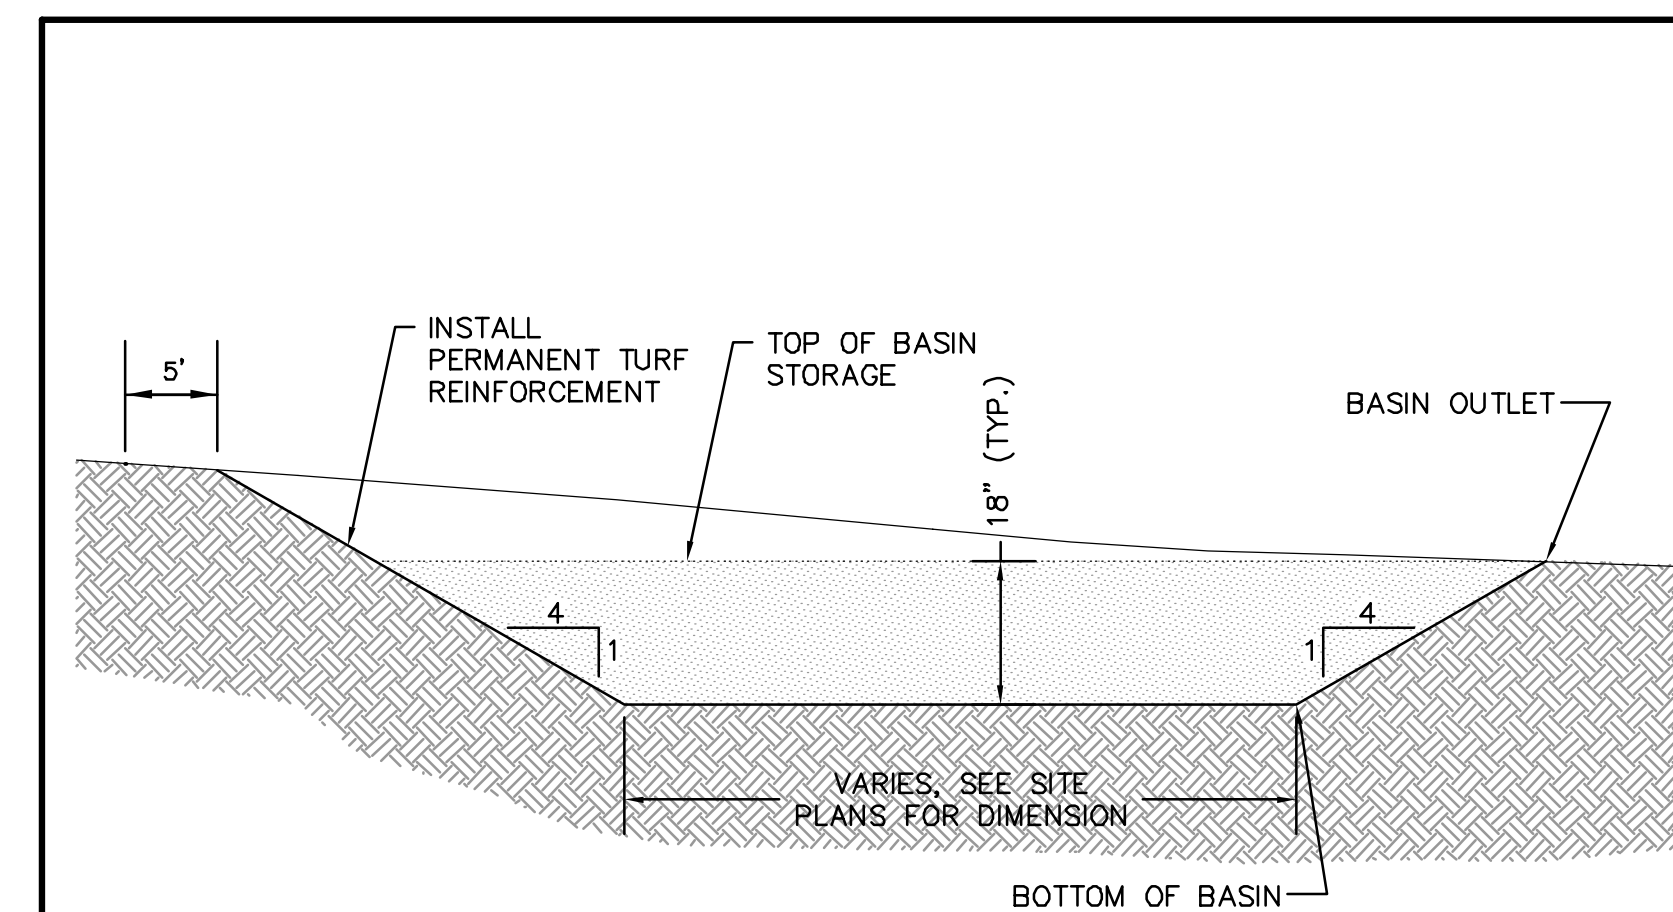 5'
INSTALL
PERMANENT TURF
REINFORCEMENT
TOP OF BASIN
STORAGE
18" (TYP.)
BASIN OUTLET
4
1
4
1
VARIES, SEE SITE
PLANS FOR DIMENSION
BOTTOM OF BASIN